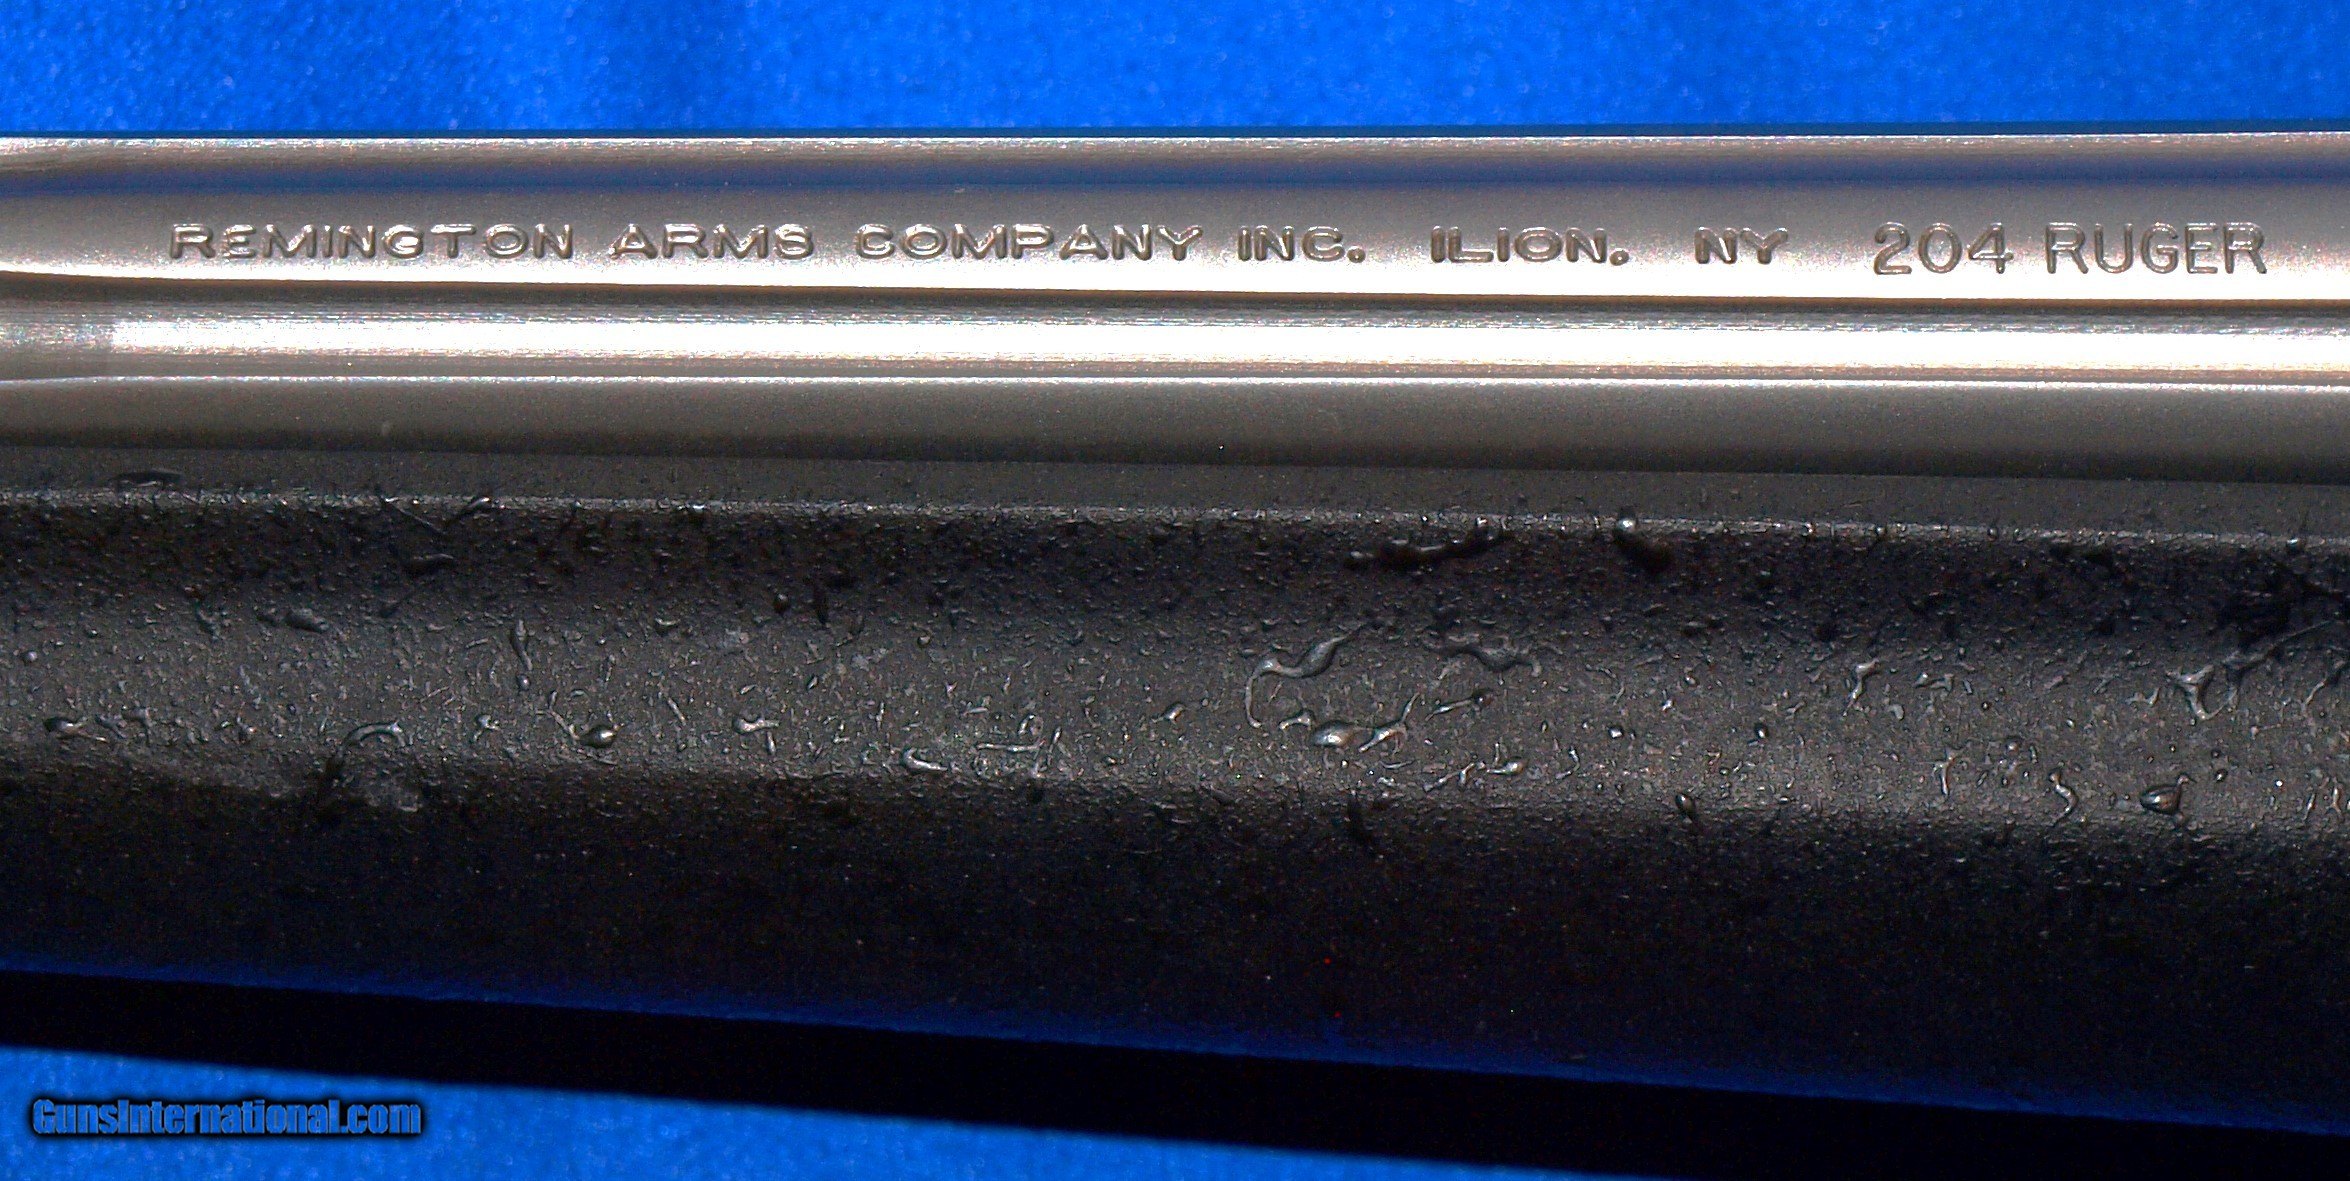 REMINGTON ARMS COMPANY INC. ILION. NY 204 RUGER
GunsInternational.com